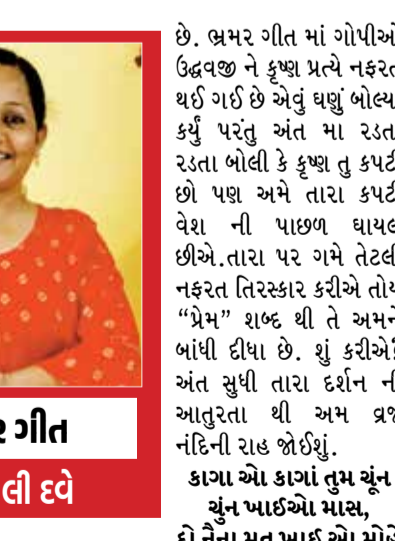 છે. ભ્રમર ગીત માં ગોપીઓ
ઉદ્ધવજી ને કૃષ્ણ પ્રત્યે નફરત
થઈ ગઈ છે એવું ઘણું બોલ્યા
કર્યું પરંતુ અંત મા રડતા
રડતા બોલી કે કૃષ્ણ તુ કપટી
છો પણ અમે તારા કપટી
વેશ ની પાછળ ઘાયલ
છીએ.તારા પર ગમે તેટલી
નફરત તિરસ્કાર કરીએ તોય
“પ્રેમ” શબ્દ થી તે અમને
બાંધી દીધા છે. શું કરીએ?
અંત સુધી તારા દર્શન ની
આતુરતા થી અમ વ્રજ
નંદિની રાહ જોઈશું.
કાગા ઓ કાગાં તુમ ચૂંન
ચુંન ખાઈઓ માસ,
દો નૈના મત ખાઈ ઓ મોહે
ગીત
લી દવે